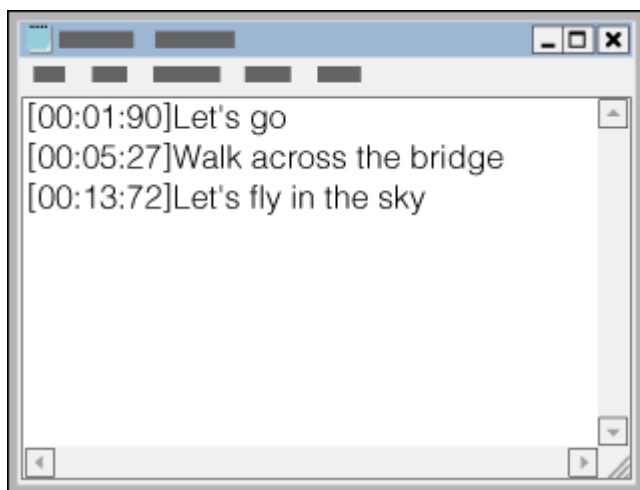 [00:01:90]Let's go
[00:05:27]Walk across the bridge
[00:13:72]Let's fly in the sky